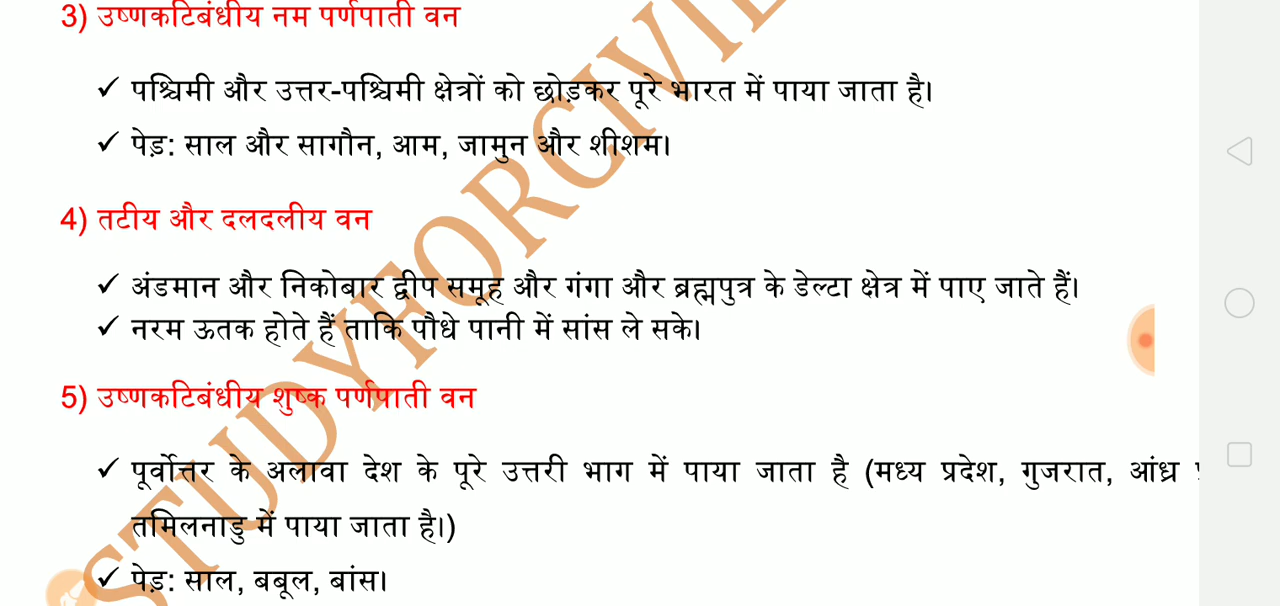 3) उष्णकटिबंधीय नम पर्णपाती वन
✓ पश्चिमी और उत्तर-पश्चिमी क्षेत्रों को छोड़कर पूरे भारत में पाया जाता है।
✓ पेड़: साल और सागौन, आम, जामुन और शीशम।
4) तटीय और दलदलीय वन
✓ अंडमान और निकोबार द्वीप समूह और गंगा और ब्रह्मपुत्र के डेल्टा क्षेत्र में पाए जाते हैं।
✓ नरम ऊतक होते हैं ताकि पौधे पानी में सांस ले सके।
5) उष्णकटिबंधीय शुष्क पर्णपाती वन
✓ पूर्वोत्तर के अलावा देश के पूरे उत्तरी भाग में पाया जाता है (मध्य प्रदेश, गुजरात, आंध्र
तमिलनाडु में पाया जाता है।)
✓ पेड़: साल, बबूल, बांस।
STUDYFORCIVIL